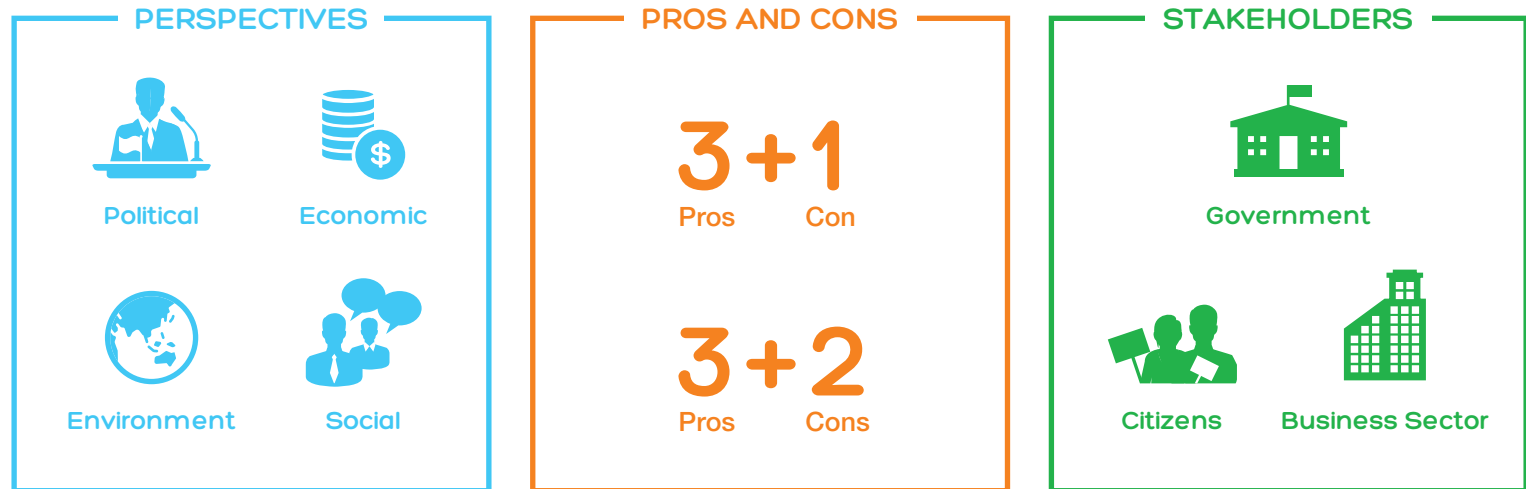 PERSPECTIVES
Political
Economic
Environment
Social
PROS AND CONS
3+1
Pros
Con
3+2
Pros
Cons
STAKEHOLDERS
Government
Citizens
Business Sector
$